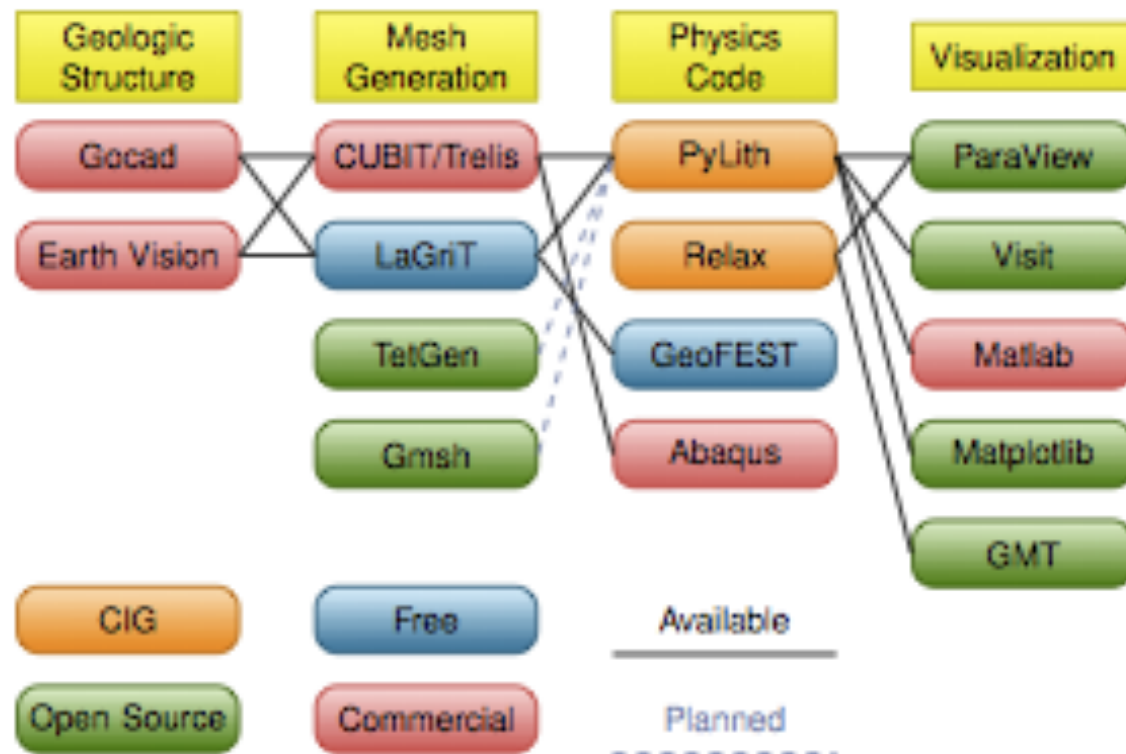 Geologic
Structure
Mesh
Generation
Physics
Code
Visualization
Gocad
CUBIT/Trelis
PyLith
ParaView
Earth Vision
LaGriT
Relax
Visit
TetGen
GeoFEST
Matlab
Gmsh
Abaqus
Matplotlib
GMT
CIG
Free
Available
Open Source
Commercial
Planned